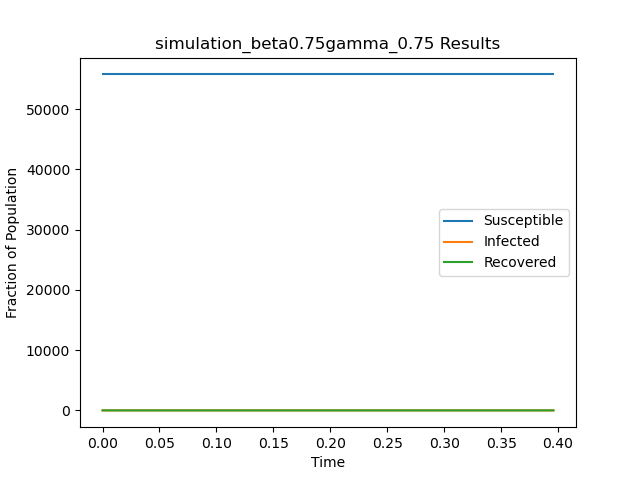 simulation_beta0.75gamma_0.75 Results
Fraction of Population
50000
40000
30000
20000
10000
0
Susceptible
Infected
Recovered
0.00 0.05 0.10 0.15 0.20 0.25 0.30 0.35 0.40
Time